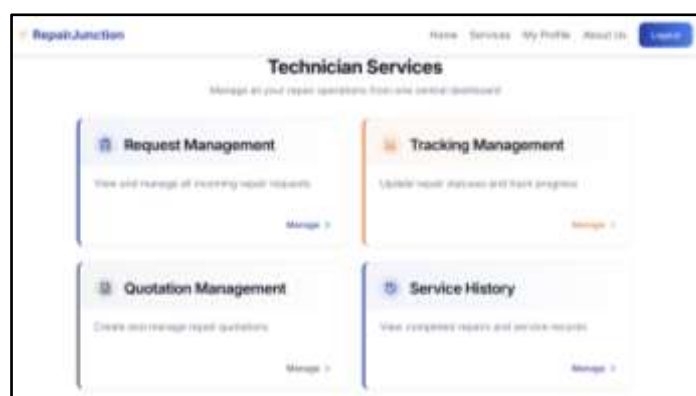 RepairJunction
Home Services My Profile About Us Logout
Technician Services
Manage all your repair operations from one central dashboard
Request Management
Tracking Management
View and manage all incoming repair requests
Update repair statuses and track progress
Manage >
Manage >
Quotation Management
Service History
Create and manage repair quotations
View completed repairs and service records
Manage >
Manage >